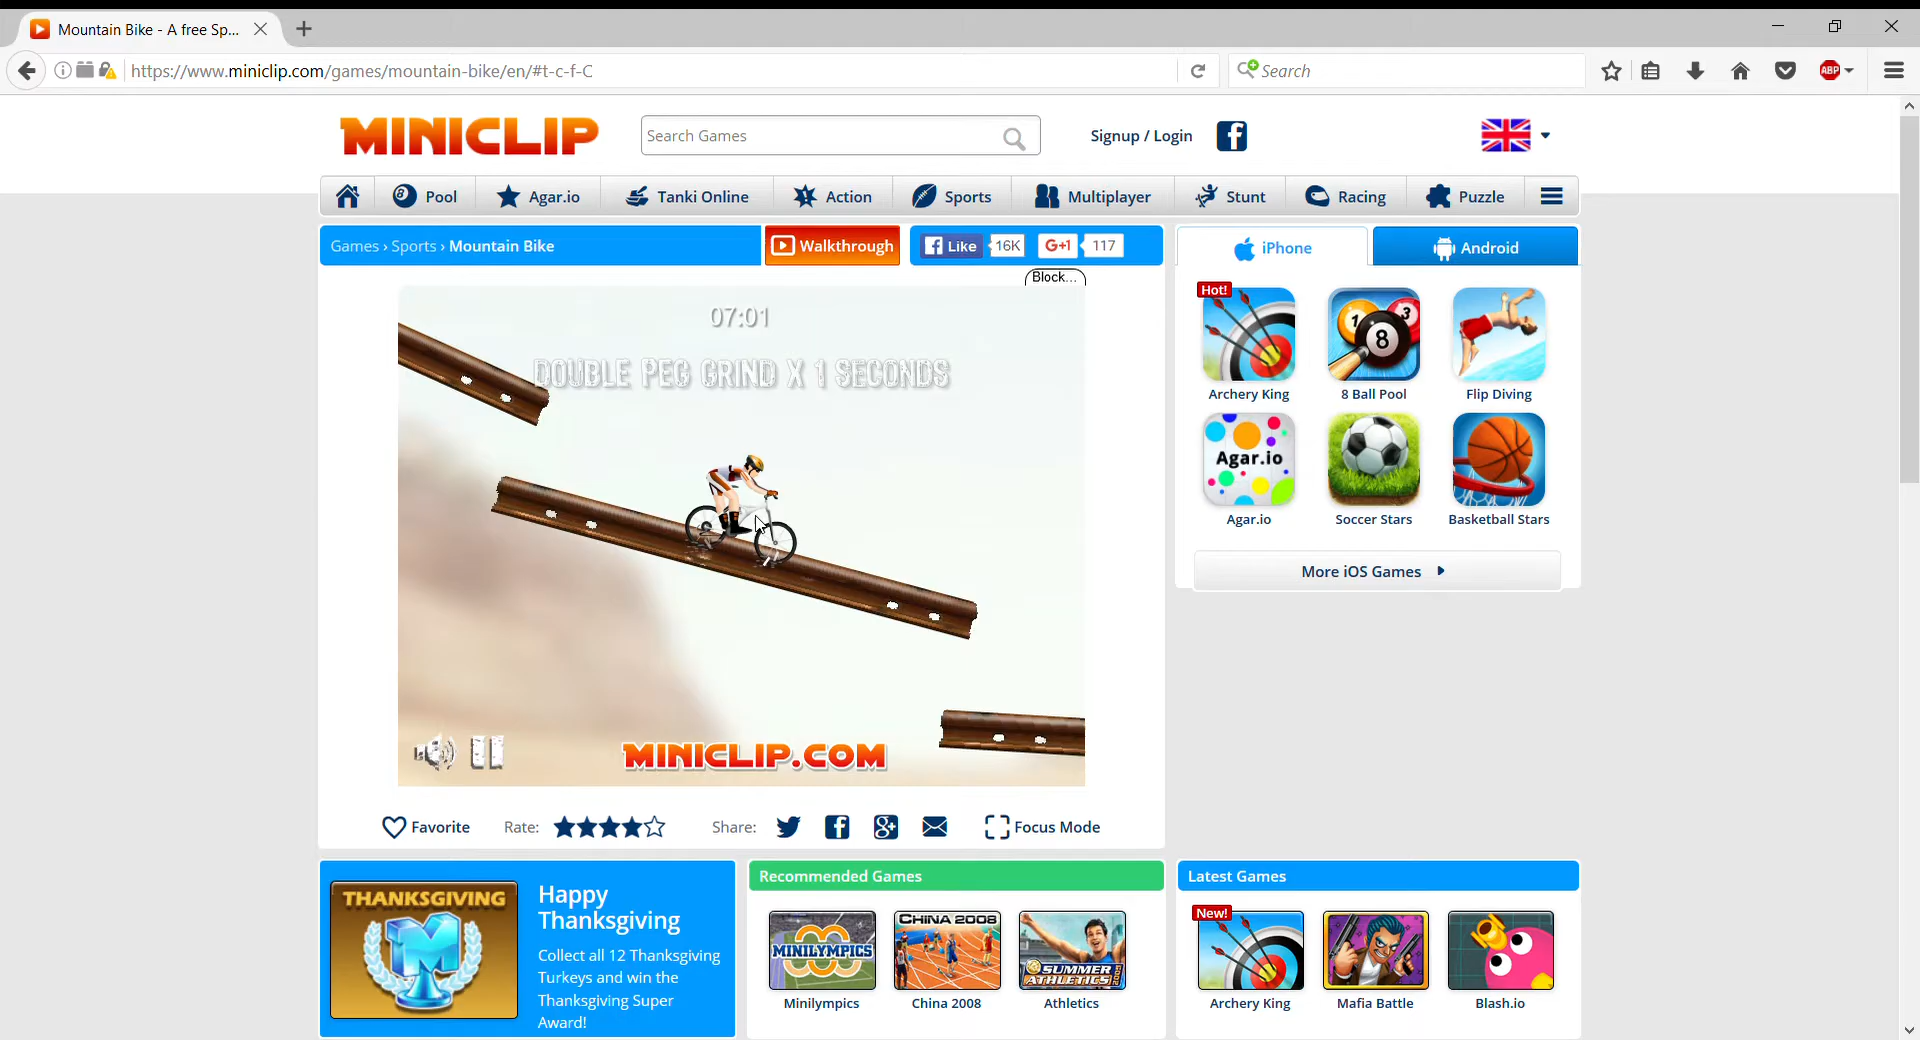 Mountain Bike - A free Sp...
https://www.miniclip.com/games/mountain-bike/en/#t-c-f-C
Search
ABP
MINICLIP
Search Games
Signup / Login
8 Pool
Agar.io
Tanki Online
Action
Sports
Multiplayer
Stunt
Racing
Puzzle
Games › Sports › Mountain Bike
Walkthrough
Like 16K
G+1 117
iPhone
Android
Block...
07:01
DOUBLE PEG GRIND X 1 SECONDS
MINICLIP.COM
Hot!
1 8 3
Archery King
8 Ball Pool
Flip Diving
Agar.io
Agar.io
Soccer Stars
Basketball Stars
More iOS Games
Favorite
Rate:
Share:
Focus Mode
THANKSGIVING
M
Happy
Thanksgiving
Collect all 12 Thanksgiving
Turkeys and win the
Thanksgiving Super
Award!
Recommended Games
MINILYMPICS
CHINA 2008
SUMMER
ATHLETICS
Minilympics
China 2008
Athletics
Latest Games
New!
Archery King
Mafia Battle
Blash.io